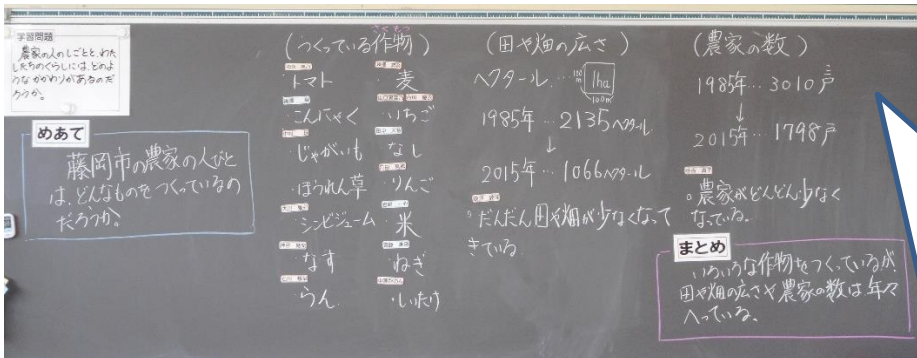 学習問題
農家の人のしごとと、わた
したちのくらしには、どのよ
うなかかわりがあるのだ
ろうか。
めあて
藤岡市の農家の人びと
は、どんなものをつくっているの
だろうか。
(つくっている作物)
さくもつ
・トマト
・こんにゃく
・じゃがいも
・ほうれん草
・シンビジューム
・なす
・らん
・麦
・いちご
・なし
・りんご
・米
・ねぎ
・しいたけ
(田や畑の広さ)
ヘクタール…
100m
1ha
100m
1985年…2135ヘクタール
↓
2015年…1066ヘクタール
。だんだん田や畑が少なくなって
きている。
(農家の数)
1985年…3010戸
こ
↓
2015年…1798戸
。農家がどんどん少なく
なっている。
まとめ
いろいろな作物をつくっているが、
田や畑の広さや農家の数は、年々
へっている。